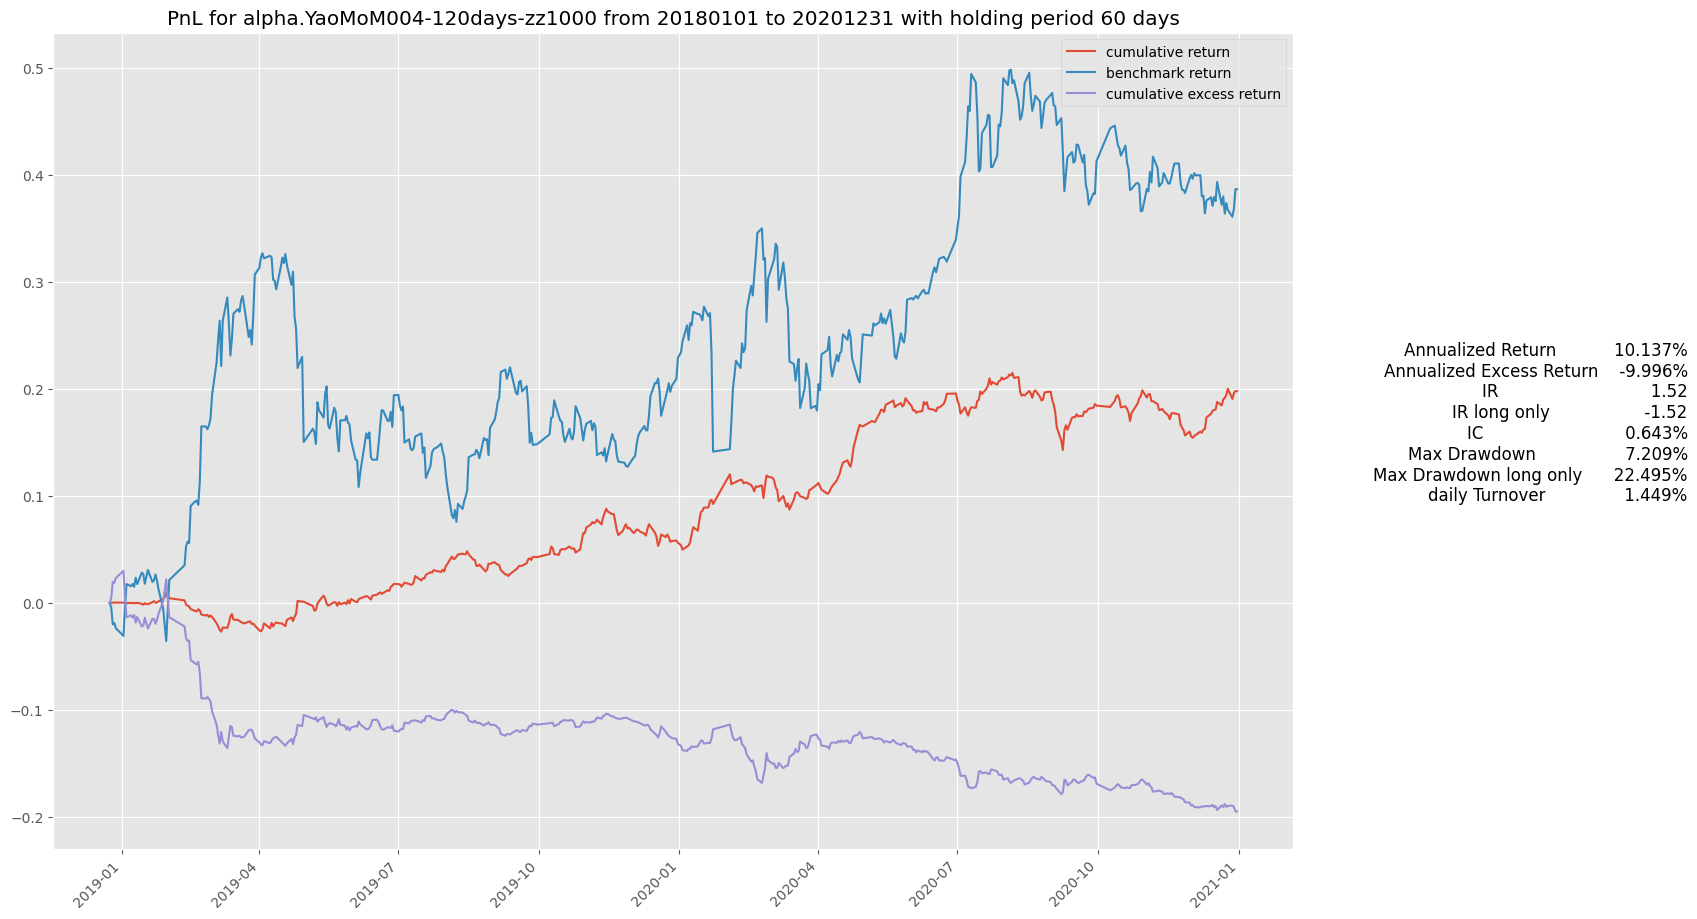 PnL for alpha.YaoMoM004-120days-zz1000 from 20180101 to 20201231 with holding period 60 days
cumulative return
benchmark return
cumulative excess return
0.5
0.4
0.3
0.2
0.1
0.0
−0.1
−0.2
2019-01
2019-04
2019-07
2019-10
2020-01
2020-04
2020-07
2020-10
2021-01
Annualized Return 10.137%
Annualized Excess Return -9.996%
IR 1.52
IR long only -1.52
IC 0.643%
Max Drawdown 7.209%
Max Drawdown long only 22.495%
daily Turnover 1.449%